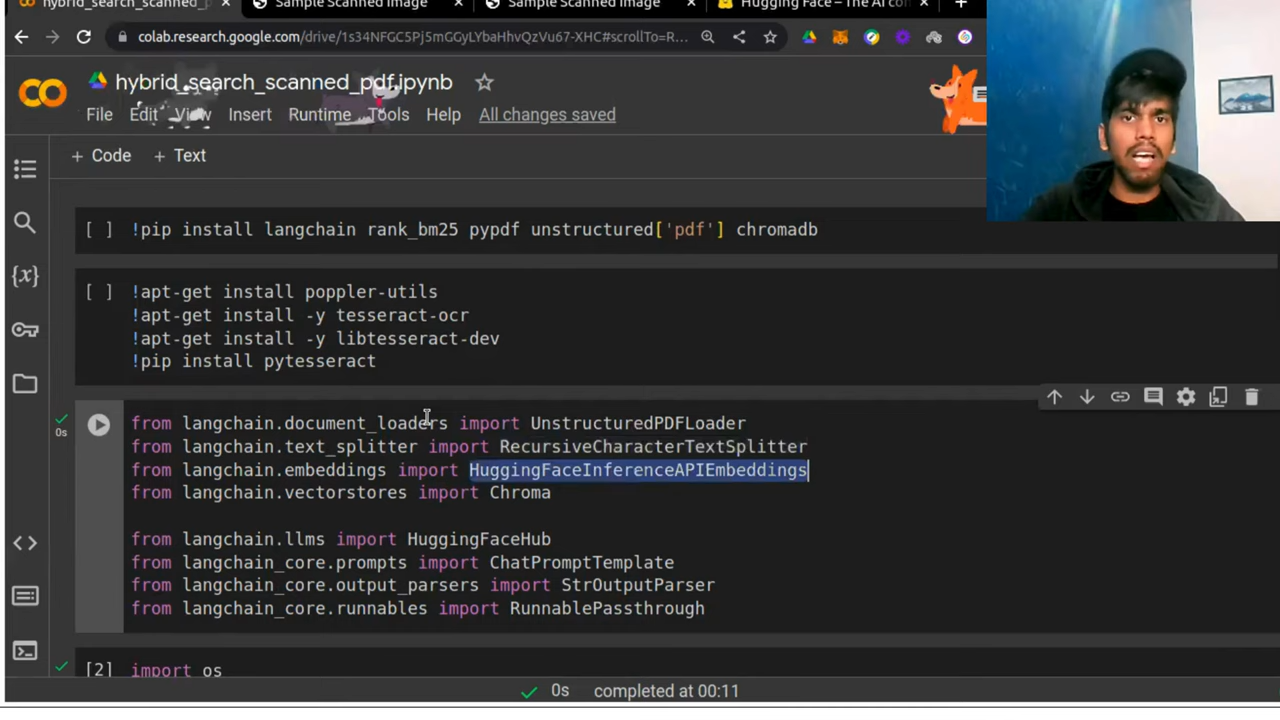 hybrid_search_scanned_pdf.ipynb
Sample Scanned Image
Sample Scanned Image
Hugging Face – The AI con
colab.research.google.com/drive/1s34NFGC5Pj5mGGyLYbaHhvQzVu67-XHC#scrollTo=R...
hybrid_search_scanned_pdf.ipynb
File Edit View Insert Runtime Tools Help All changes saved
+ Code + Text
[ ] !pip install langchain rank_bm25 pypdf unstructured['pdf'] chromadb
[ ] !apt-get install poppler-utils
!apt-get install -y tesseract-ocr
!apt-get install -y libtesseract-dev
!pip install pytesseract
from langchain.document_loaders import UnstructuredPDFLoader
from langchain.text_splitter import RecursiveCharacterTextSplitter
0s
from langchain.embeddings import HuggingFaceInferenceAPIEmbeddings
from langchain.vectorstores import Chroma
from langchain.llms import HuggingFaceHub
from langchain_core.prompts import ChatPromptTemplate
from langchain_core.output_parsers import StrOutputParser
from langchain_core.runnables import RunnablePassthrough
[2] import os
0s completed at 00:11